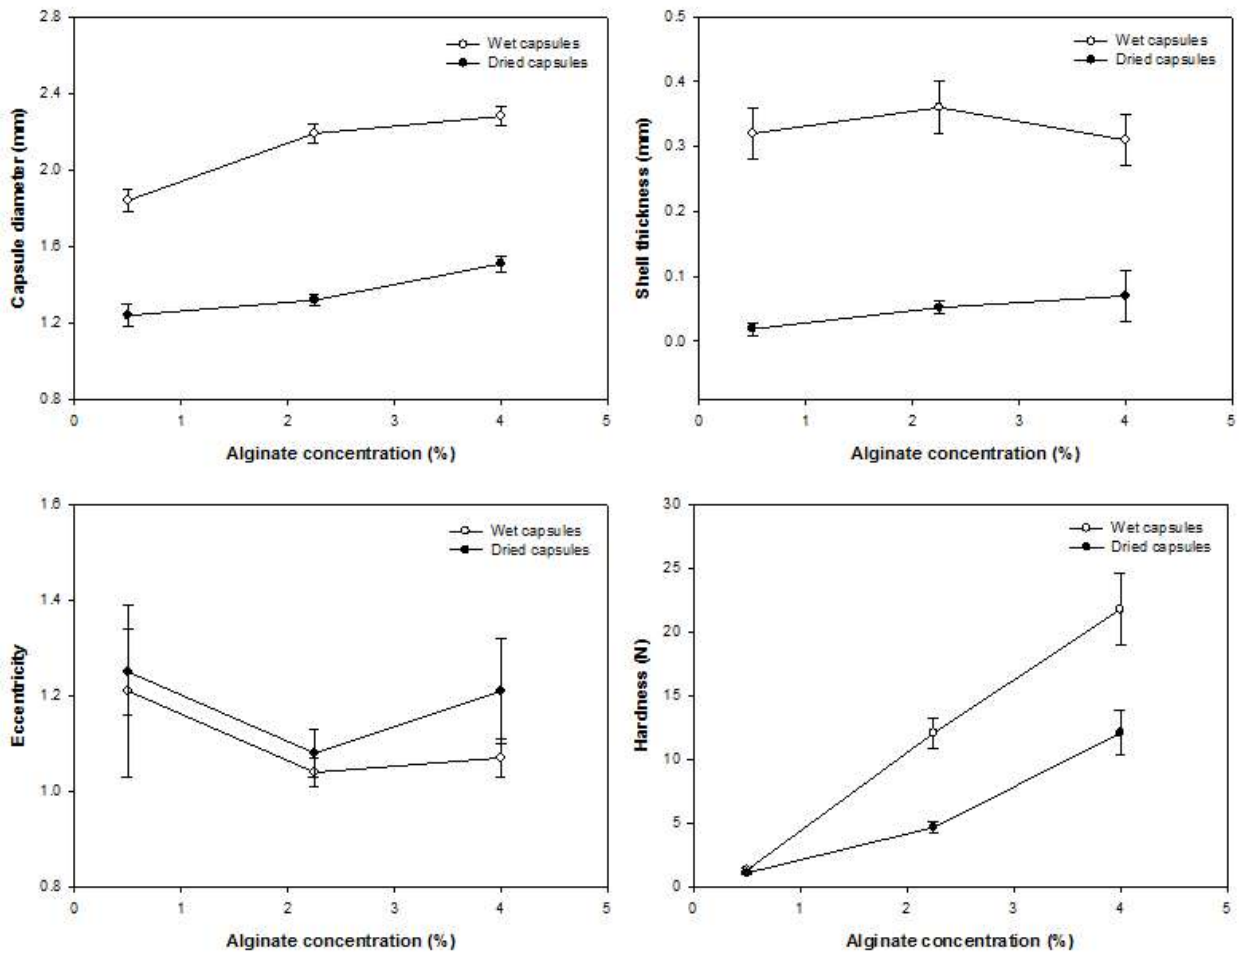 2.8
2.4
2.0
1.6
1.2
0.8
Capsule diameter (mm)
Wet capsules
Dried capsules
0 1 2 3 4 5
Alginate concentration (%)
0.5
0.4
0.3
0.2
0.1
0.0
Shell thickness (mm)
Wet capsules
Dried capsules
0 1 2 3 4 5
Alginate concentration (%)
1.6
1.4
1.2
1.0
0.8
Eccentricity
Wet capsules
Dried capsules
0 1 2 3 4 5
Alginate concentration (%)
30
25
20
15
10
5
0
Hardness (N)
Wet capsules
Dried capsules
0 1 2 3 4 5
Alginate concentration (%)